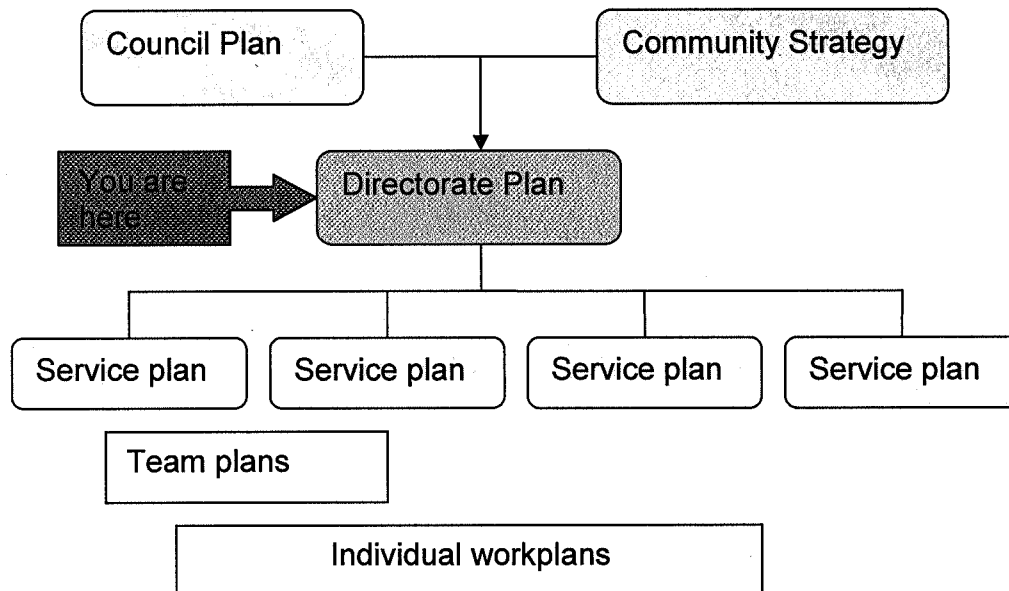 Council Plan
Community Strategy
You are
here
Directorate Plan
Service plan
Service plan
Service plan
Service plan
Team plans
Individual workplans